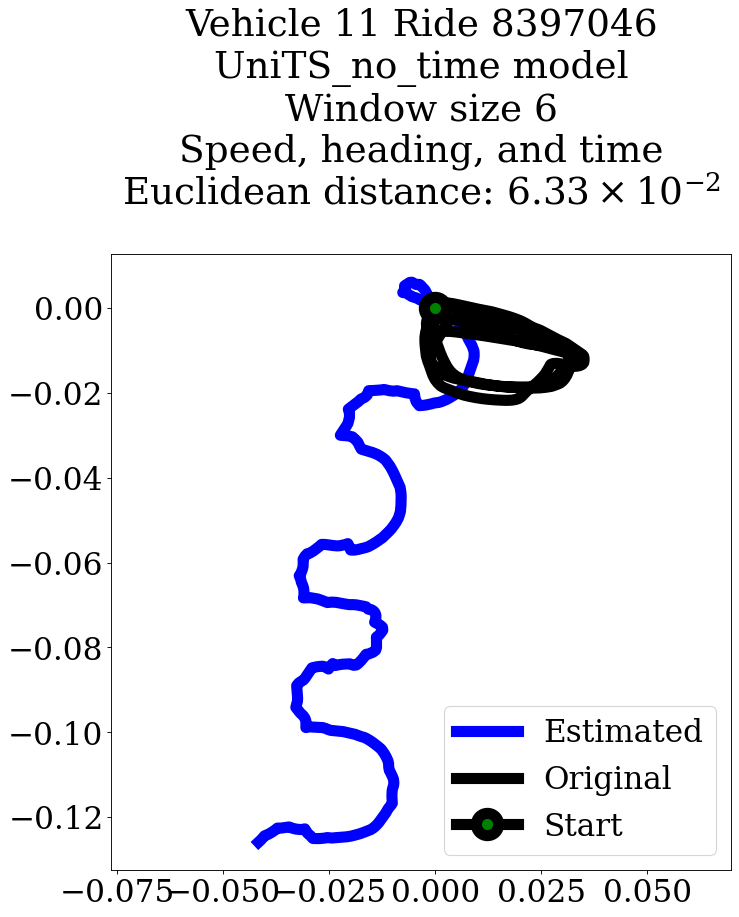 Vehicle 11 Ride 8397046
UniTS_no_time model
Window size 6
Speed, heading, and time
Euclidean distance: 6.33 × 10⁻²
0.00
−0.02
−0.04
−0.06
−0.08
−0.10
−0.12
Estimated
Original
Start
−0.075 −0.050 −0.025 0.000 0.025 0.050